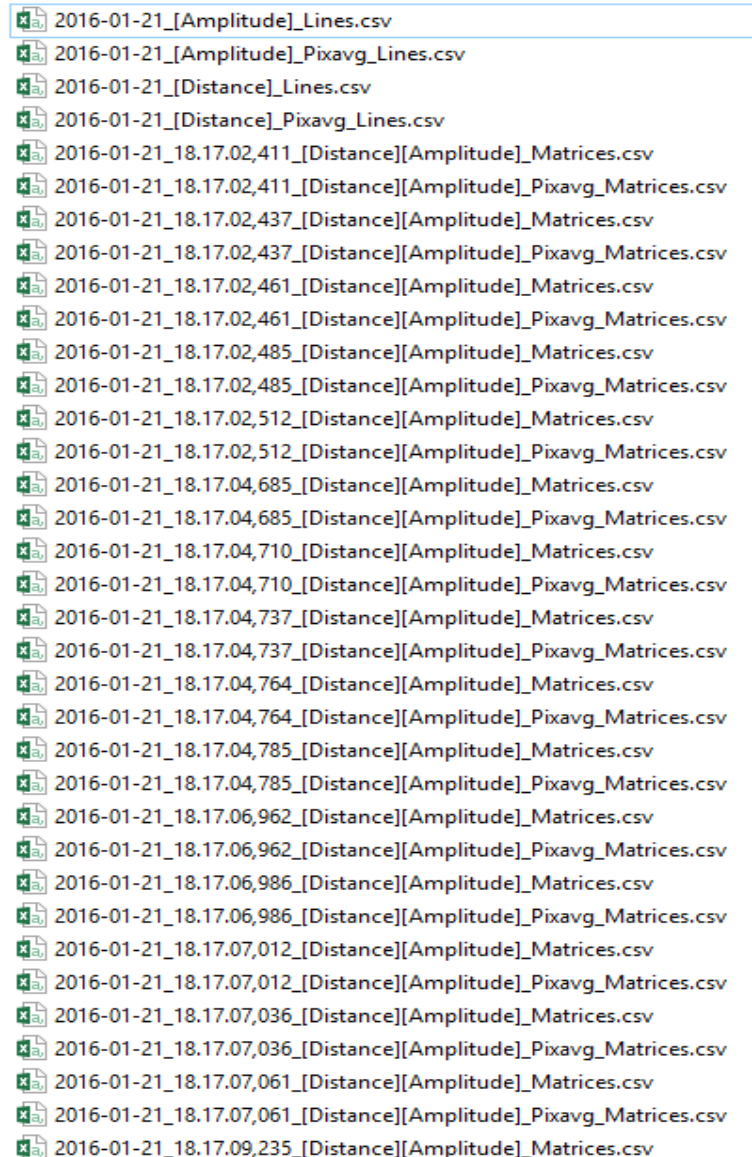 2016-01-21_[Amplitude]_Lines.csv
2016-01-21_[Amplitude]_Pixavg_Lines.csv
2016-01-21_[Distance]_Lines.csv
2016-01-21_[Distance]_Pixavg_Lines.csv
2016-01-21_18.17.02,411_[Distance][Amplitude]_Matrices.csv
2016-01-21_18.17.02,411_[Distance][Amplitude]_Pixavg_Matrices.csv
2016-01-21_18.17.02,437_[Distance][Amplitude]_Matrices.csv
2016-01-21_18.17.02,437_[Distance][Amplitude]_Pixavg_Matrices.csv
2016-01-21_18.17.02,461_[Distance][Amplitude]_Matrices.csv
2016-01-21_18.17.02,461_[Distance][Amplitude]_Pixavg_Matrices.csv
2016-01-21_18.17.02,485_[Distance][Amplitude]_Matrices.csv
2016-01-21_18.17.02,485_[Distance][Amplitude]_Pixavg_Matrices.csv
2016-01-21_18.17.02,512_[Distance][Amplitude]_Matrices.csv
2016-01-21_18.17.02,512_[Distance][Amplitude]_Pixavg_Matrices.csv
2016-01-21_18.17.04,685_[Distance][Amplitude]_Matrices.csv
2016-01-21_18.17.04,685_[Distance][Amplitude]_Pixavg_Matrices.csv
2016-01-21_18.17.04,710_[Distance][Amplitude]_Matrices.csv
2016-01-21_18.17.04,710_[Distance][Amplitude]_Pixavg_Matrices.csv
2016-01-21_18.17.04,737_[Distance][Amplitude]_Matrices.csv
2016-01-21_18.17.04,737_[Distance][Amplitude]_Pixavg_Matrices.csv
2016-01-21_18.17.04,764_[Distance][Amplitude]_Matrices.csv
2016-01-21_18.17.04,764_[Distance][Amplitude]_Pixavg_Matrices.csv
2016-01-21_18.17.04,785_[Distance][Amplitude]_Matrices.csv
2016-01-21_18.17.04,785_[Distance][Amplitude]_Pixavg_Matrices.csv
2016-01-21_18.17.06,962_[Distance][Amplitude]_Matrices.csv
2016-01-21_18.17.06,962_[Distance][Amplitude]_Pixavg_Matrices.csv
2016-01-21_18.17.06,986_[Distance][Amplitude]_Matrices.csv
2016-01-21_18.17.06,986_[Distance][Amplitude]_Pixavg_Matrices.csv
2016-01-21_18.17.07,012_[Distance][Amplitude]_Matrices.csv
2016-01-21_18.17.07,012_[Distance][Amplitude]_Pixavg_Matrices.csv
2016-01-21_18.17.07,036_[Distance][Amplitude]_Matrices.csv
2016-01-21_18.17.07,036_[Distance][Amplitude]_Pixavg_Matrices.csv
2016-01-21_18.17.07,061_[Distance][Amplitude]_Matrices.csv
2016-01-21_18.17.07,061_[Distance][Amplitude]_Pixavg_Matrices.csv
2016-01-21_18.17.09,235_[Distance][Amplitude]_Matrices.csv